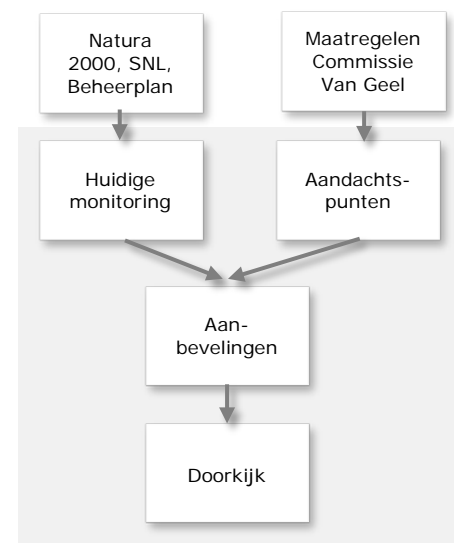 Natura
2000, SNL,
Beheerplan
Maatregelen
Commissie
Van Geel
Huidige
monitoring
Aandachts-
punten
Aan-
bevelingen
Doorkijk